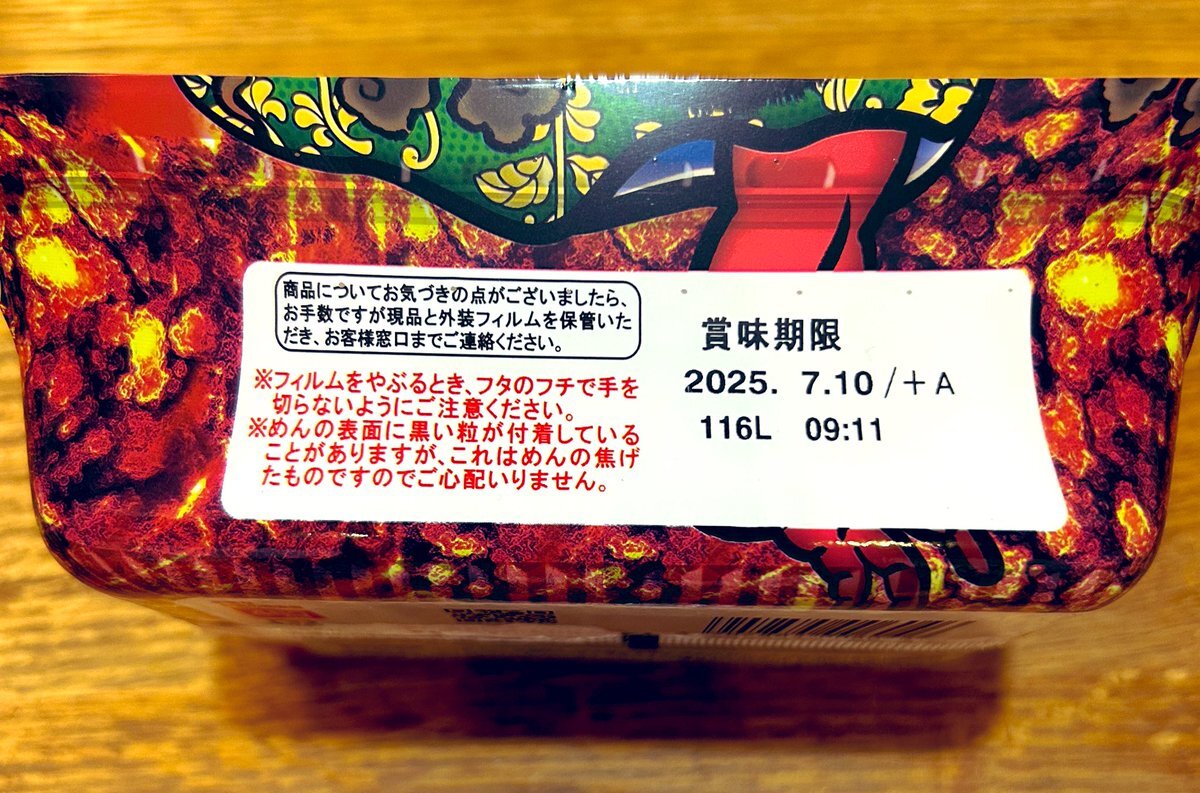 商品についてお気づきの点がございましたら、
お手数ですが現品と外装フィルムを保管いた
だき、お客様窓口までご連絡ください。
※フィルムをやぶるとき、フタのフチで手を
切らないようにご注意ください。
※めんの表面に黒い粒が付着している
ことがありますが、これはめんの焦げ
たものですのでご心配いりません。
賞味期限
2025. 7.10 /+A
116L 09:11